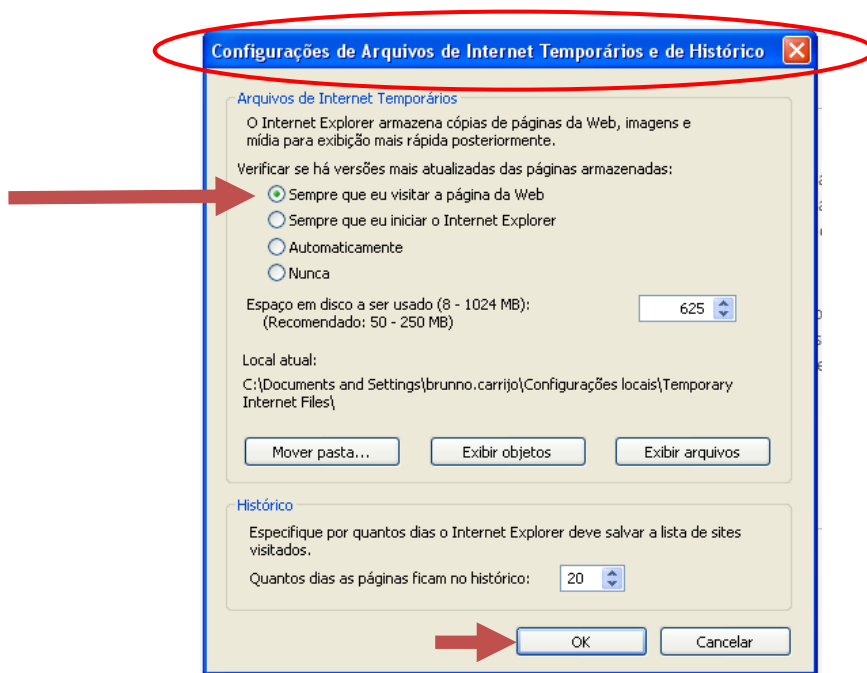 Configurações de Arquivos de Internet Temporários e de Histórico
Arquivos de Internet Temporários
O Internet Explorer armazena cópias de páginas da Web, imagens e
mídia para exibição mais rápida posteriormente.
Verificar se há versões mais atualizadas das páginas armazenadas:
Sempre que eu visitar a página da Web
Sempre que eu iniciar o Internet Explorer
Automaticamente
Nunca
Espaço em disco a ser usado (8 - 1024 MB): 625
(Recomendado: 50 - 250 MB)
Local atual:
C:\Documents and Settings\brunno.carrijo\Configurações locais\Temporary
Internet Files\
Mover pasta... Exibir objetos Exibir arquivos
Histórico
Especifique por quantos dias o Internet Explorer deve salvar a lista de sites
visitados.
Quantos dias as páginas ficam no histórico: 20
OK Cancelar